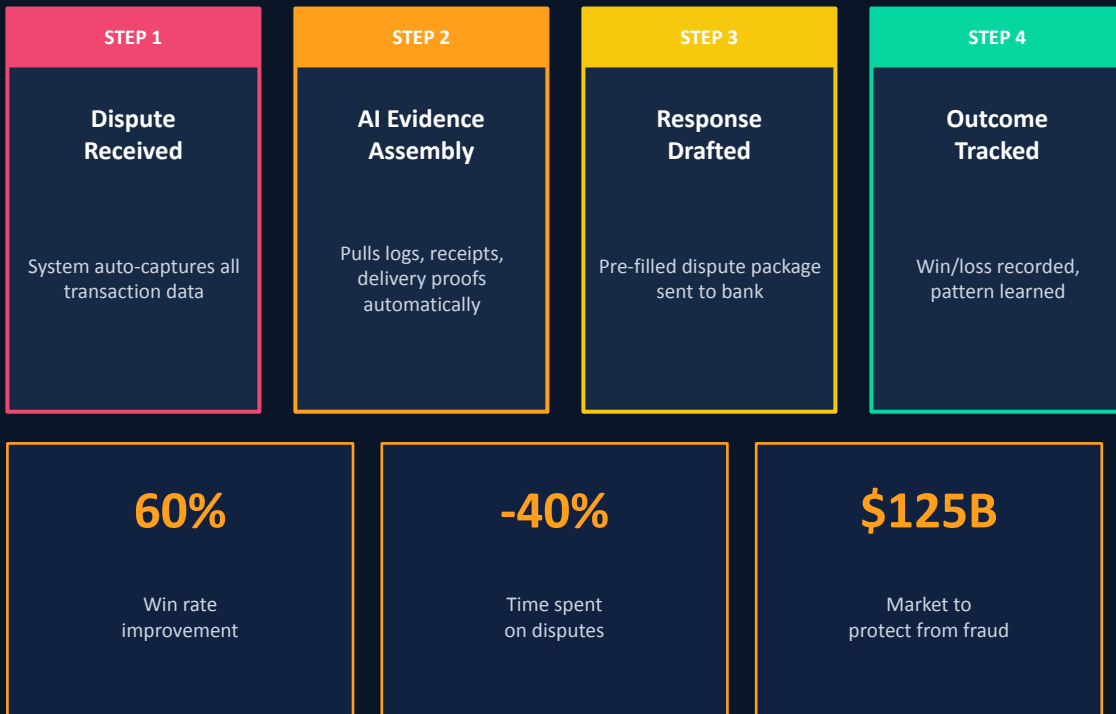 STEP 1
Dispute
Received
System auto-captures all
transaction data
STEP 2
AI Evidence
Assembly
Pulls logs, receipts,
delivery proofs
automatically
STEP 3
Response
Drafted
Pre-filled dispute package
sent to bank
STEP 4
Outcome
Tracked
Win/loss recorded,
pattern learned
60%
Win rate
improvement
-40%
Time spent
on disputes
$125B
Market to
protect from fraud